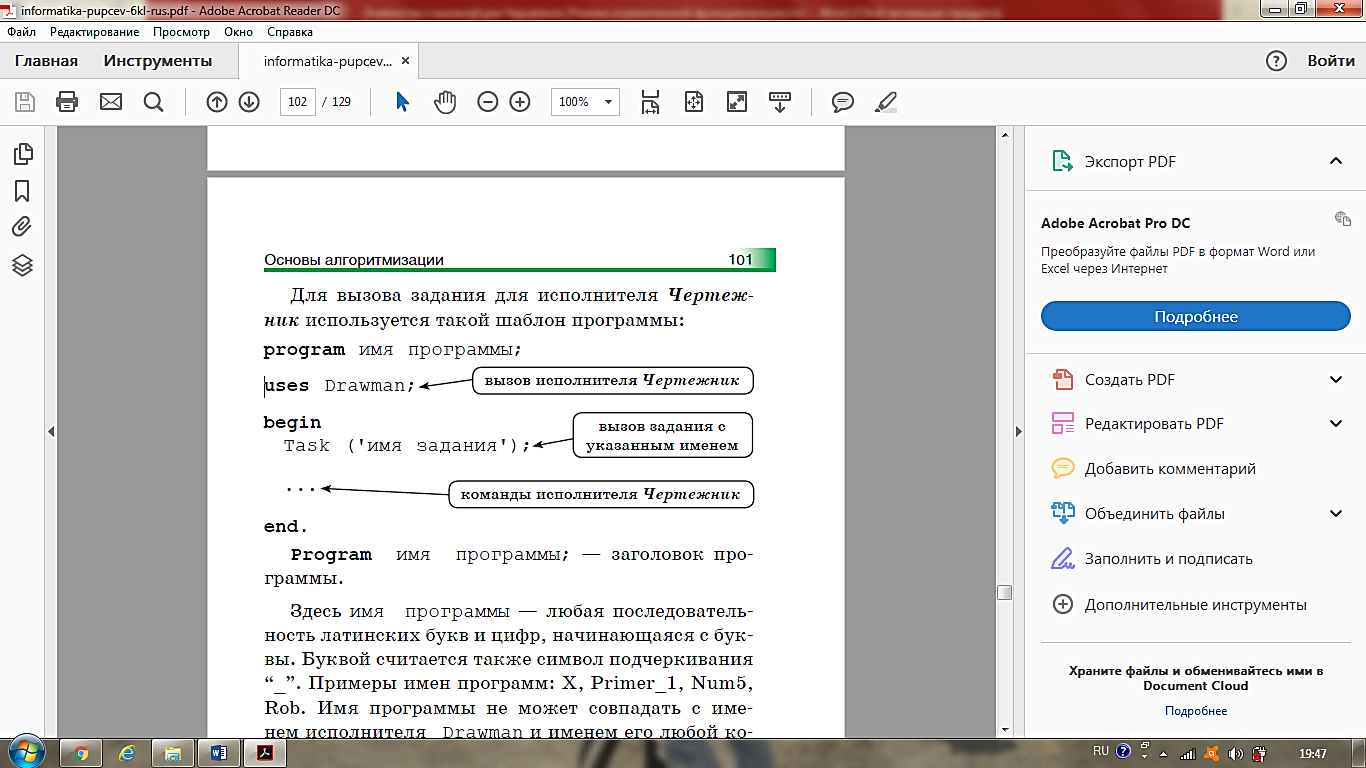 informatika-pupcev-6kl-rus.pdf - Adobe Acrobat Reader DC
Файл Редактирование Просмотр Окно Справка
Главная Инструменты informatika-pupcev... × Войти
102 / 129 100%
Основы алгоритмизации 101
Для вызова задания для исполнителя Чертеж-
ник используется такой шаблон программы:
program имя программы;
uses Drawman; вызов исполнителя Чертежник
begin
Task ('имя задания'); вызов задания с
указанным именем
... команды исполнителя Чертежник
end.
Program имя программы; — заголовок про-
граммы.
Здесь имя программы — любая последователь-
ность латинских букв и цифр, начинающаяся с бук-
вы. Буквой считается также символ подчеркивания
“_”. Примеры имен программ: X, Primer_1, Num5,
Rob. Имя программы не может совпадать с име-
нем исполнителя Drawman и именем его любой ко-
Экспорт PDF
Adobe Acrobat Pro DC
Преобразуйте файлы PDF в формат Word или
Excel через Интернет
Подробнее
Создать PDF
Редактировать PDF
Добавить комментарий
Объединить файлы
Заполнить и подписать
Дополнительные инструменты
Храните файлы и обменивайтесь ими в
Document Cloud
Подробнее
RU 19:47